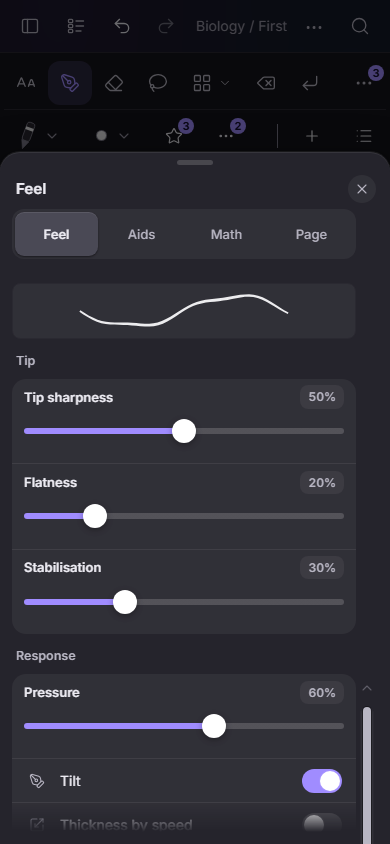 Biology / First
AA
3
3
2
Feel
Feel
Aids
Math
Page
Tip
Tip sharpness
50%
Flatness
20%
Stabilisation
30%
Response
Pressure
60%
Tilt
Thickness by speed